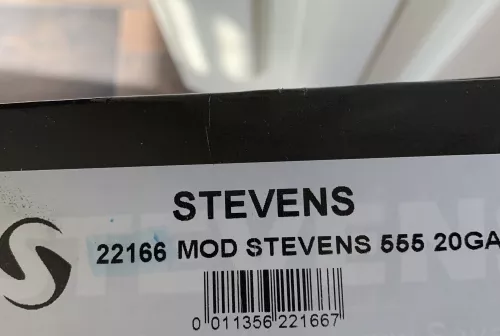 STEVENS
22166 MOD STEVENS 555 20GA
0 011356 221667